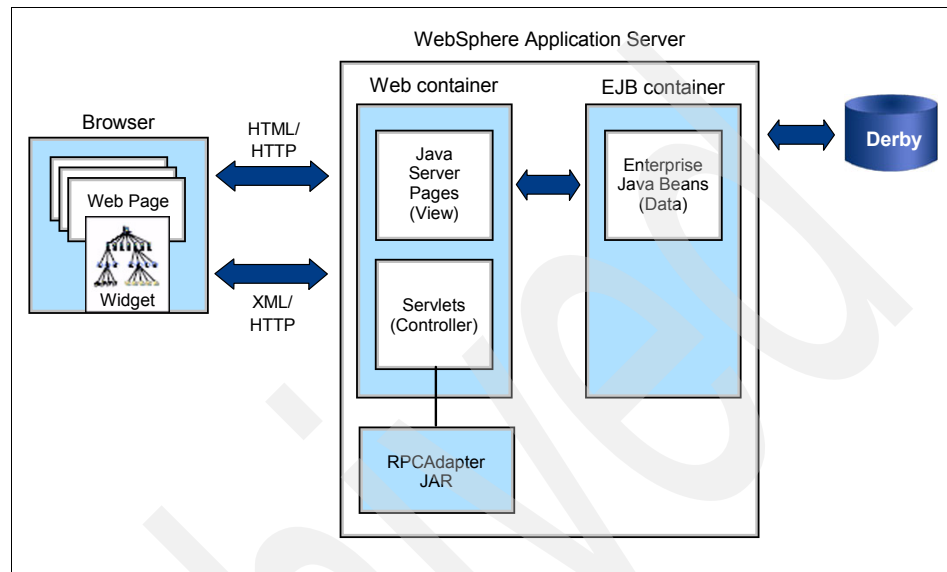 WebSphere Application Server
Web container
EJB container
Browser
HTML/
HTTP
Java
Server
Pages
(View)
Enterprise
Java Beans
(Data)
Derby
Web Page
Widget
XML/
HTTP
Servlets
(Controller)
RPCAdapter
JAR